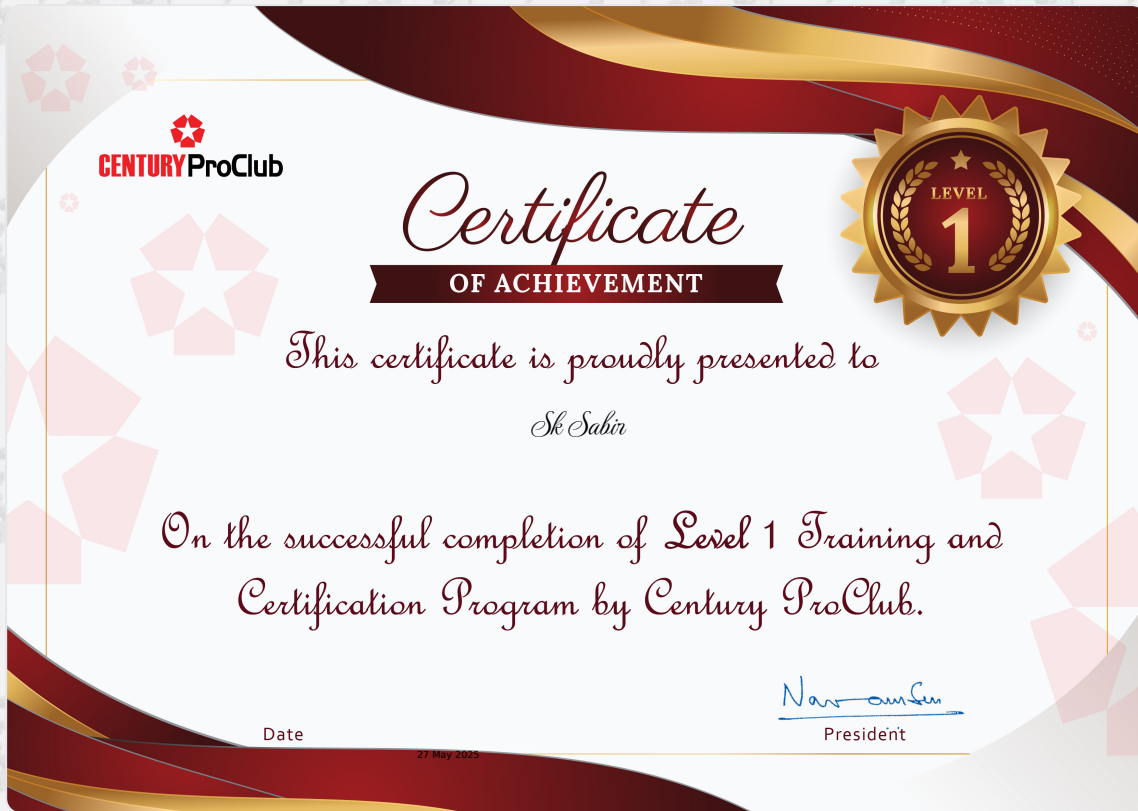 CENTURY ProClub
LEVEL
1
Certificate
OF ACHIEVEMENT
This certificate is proudly presented to
Sk Sabir
On the successful completion of Level 1 Training and
Certification Program by Century ProClub.
Date
President
27 May 2025